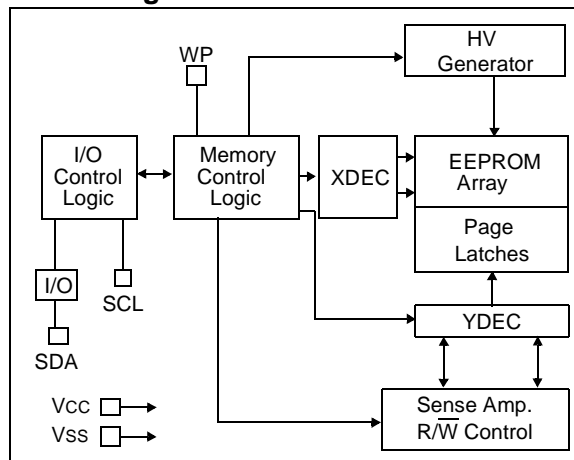 WP
HV
Generator
I/O
Control
Logic
Memory
Control
Logic
XDEC
EEPROM
Array
Page
Latches
I/O
SCL
SDA
YDEC
VCC
VSS
Sense Amp.
R/W̅ Control